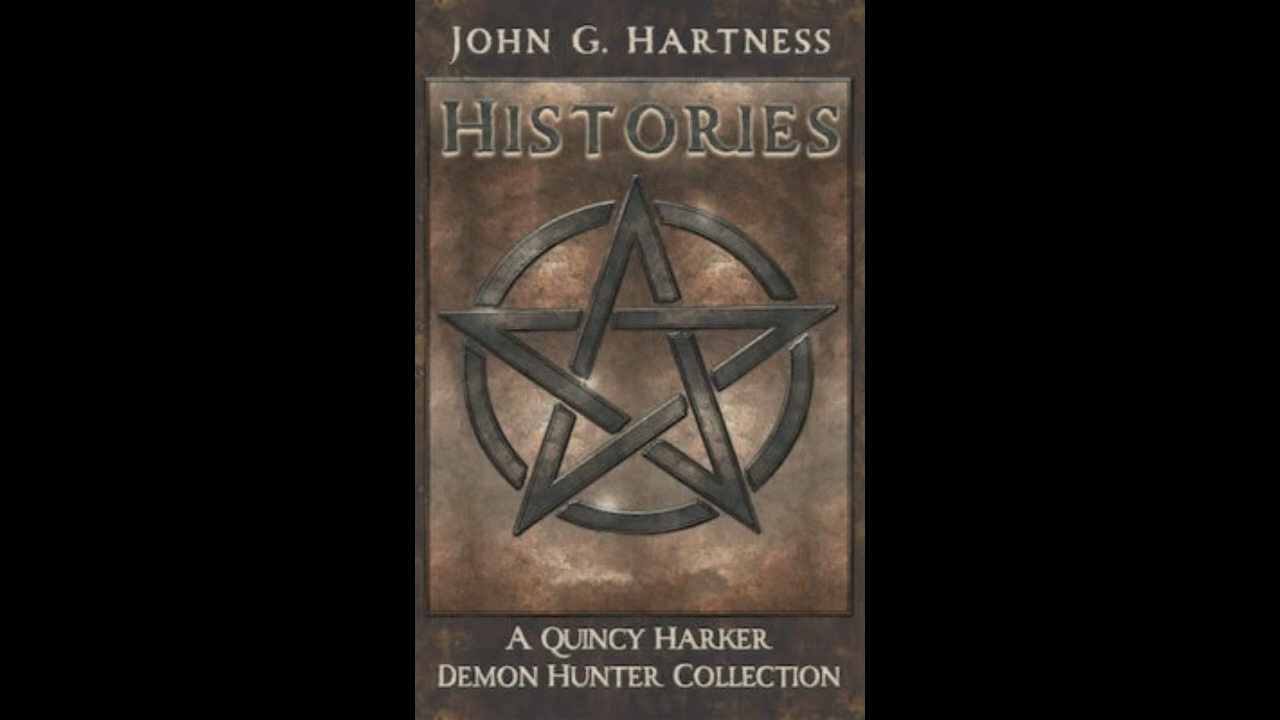 JOHN G. HARTNESS
HISTORIES
A QUINCY HARKER
DEMON HUNTER COLLECTION